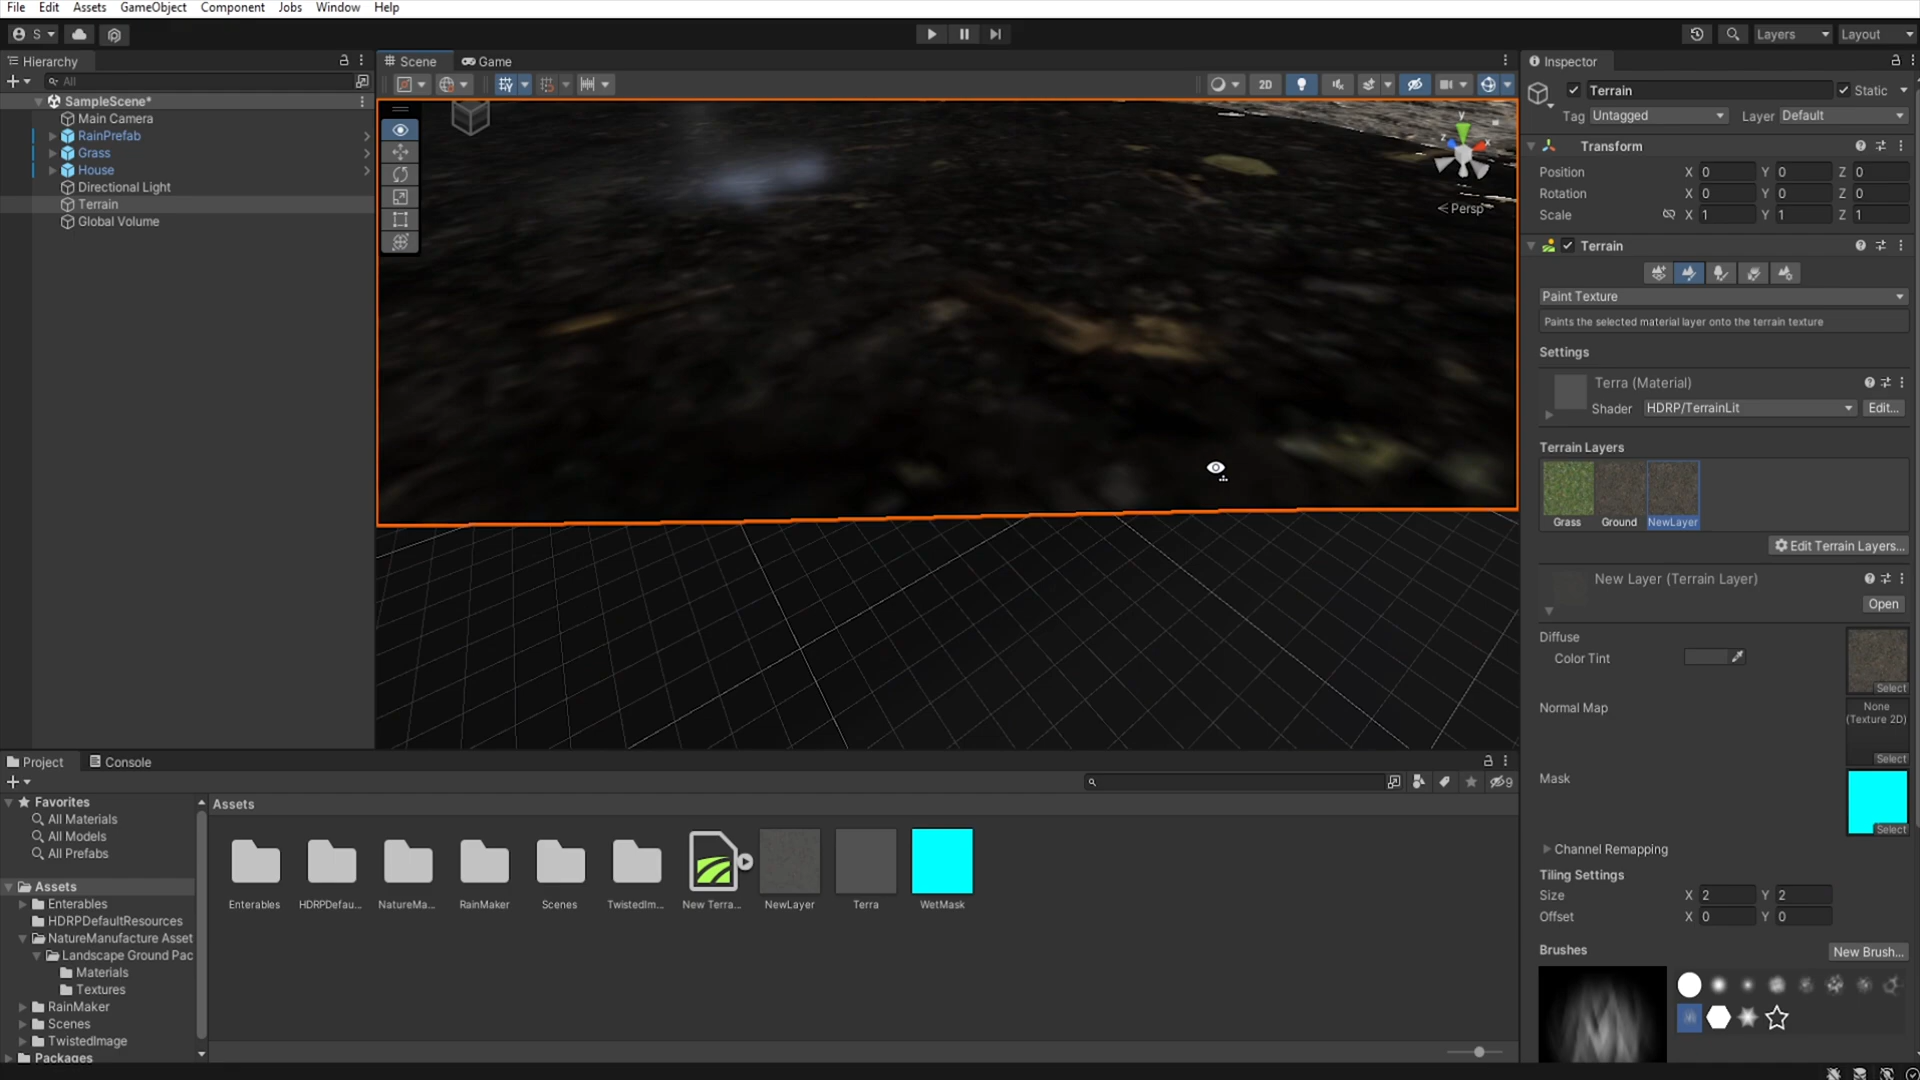 File Edit Assets GameObject Component Jobs Window Help
S
Layers
Layout
Hierarchy
All
SampleScene*
Main Camera
RainPrefab
Grass
House
Directional Light
Terrain
Global Volume
Scene
Game
2D
y
x
z
< Persp
Inspector
Terrain
Static
Tag Untagged Layer Default
Transform
Position X 0 Y 0 Z 0
Rotation X 0 Y 0 Z 0
Scale X 1 Y 1 Z 1
Terrain
Paint Texture
Paints the selected material layer onto the terrain texture
Settings
Terra (Material)
Shader HDRP/TerrainLit Edit...
Terrain Layers
Grass Ground NewLayer
Edit Terrain Layers...
New Layer (Terrain Layer)
Open
Diffuse
Color Tint
Select
Normal Map
None
(Texture 2D)
Select
Mask
Select
Channel Remapping
Tiling Settings
Size X 2 Y 2
Offset X 0 Y 0
Brushes
New Brush...
Project
Console
9
Favorites
All Materials
All Models
All Prefabs
Assets
Enterables
HDRPDefaultResources
NatureManufacture Asset
Landscape Ground Pac
Materials
Textures
RainMaker
Scenes
TwistedImage
Packages
Assets
Enterables HDRPDefau... NatureMa... RainMaker Scenes TwistedIm... New Terra... NewLayer Terra WetMask